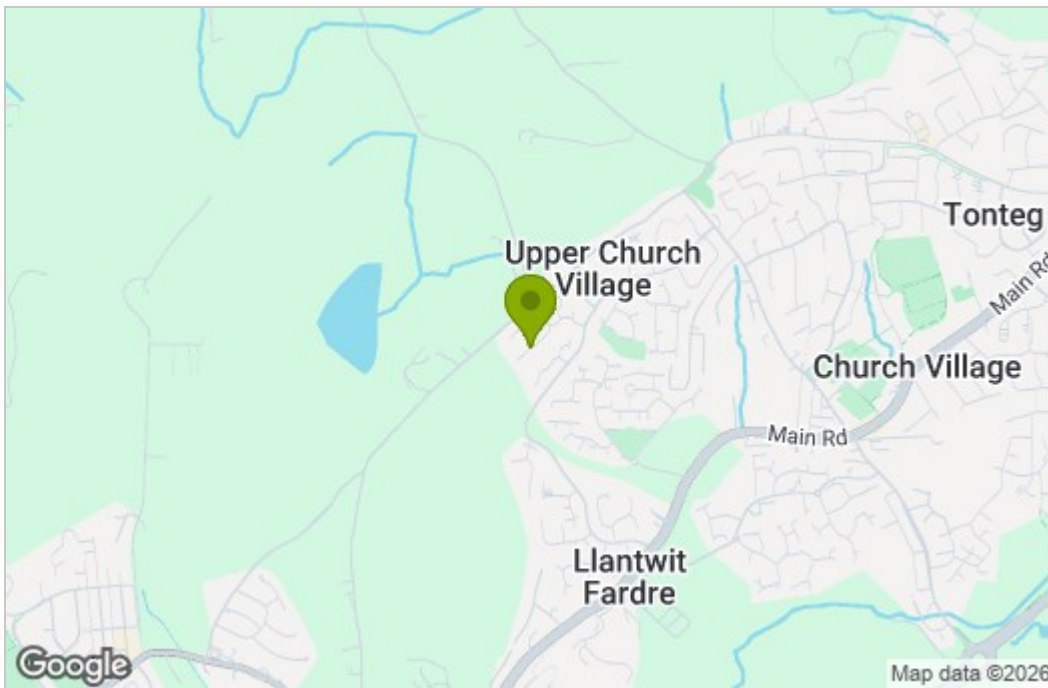 Tonteg
Upper Church
Village
Main Rd
Church Village
Main Rd
Llantwit
Fardre
Google
Map data ©2026